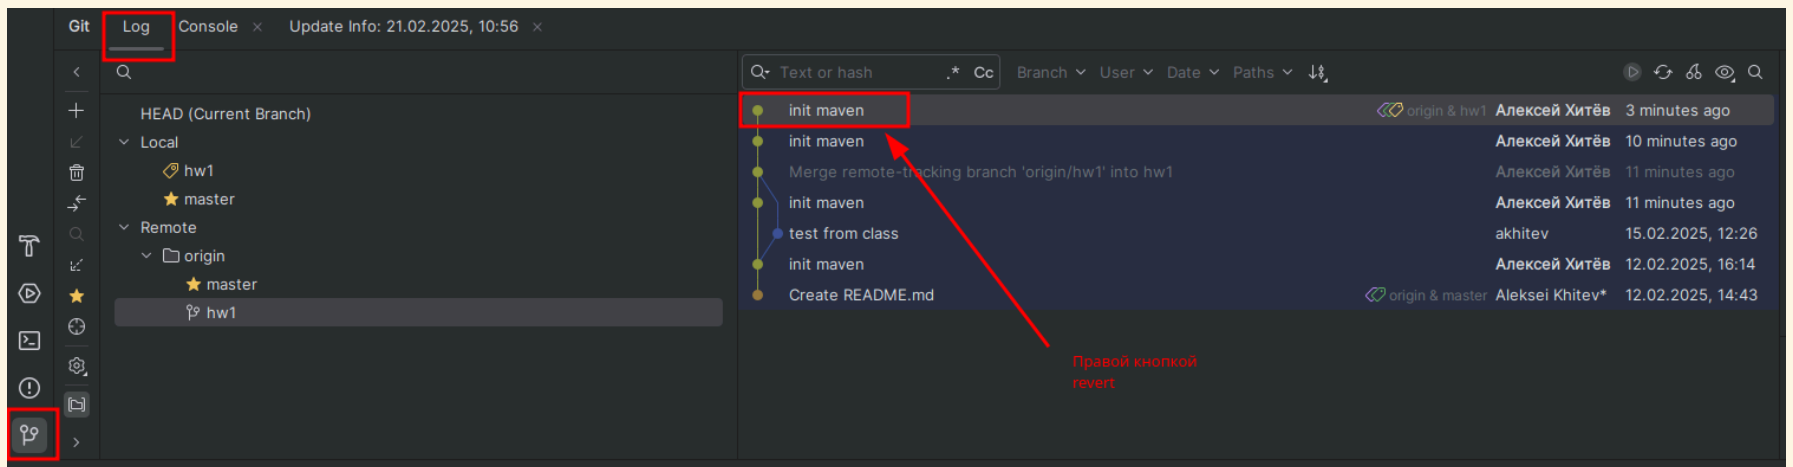 Git Log Console × Update Info: 21.02.2025, 10:56 ×
Text or hash .* Cc Branch User Date Paths
HEAD (Current Branch)
Local
hw1
master
Remote
origin
master
hw1
init maven origin & hw1 Алексей Хитёв 3 minutes ago
init maven Алексей Хитёв 10 minutes ago
Merge remote-tracking branch 'origin/hw1' into hw1 Алексей Хитёв 11 minutes ago
init maven Алексей Хитёв 11 minutes ago
test from class akhitev 15.02.2025, 12:26
init maven Алексей Хитёв 12.02.2025, 16:14
Create README.md origin & master Aleksei Khitev* 12.02.2025, 14:43
Правой кнопкой
revert